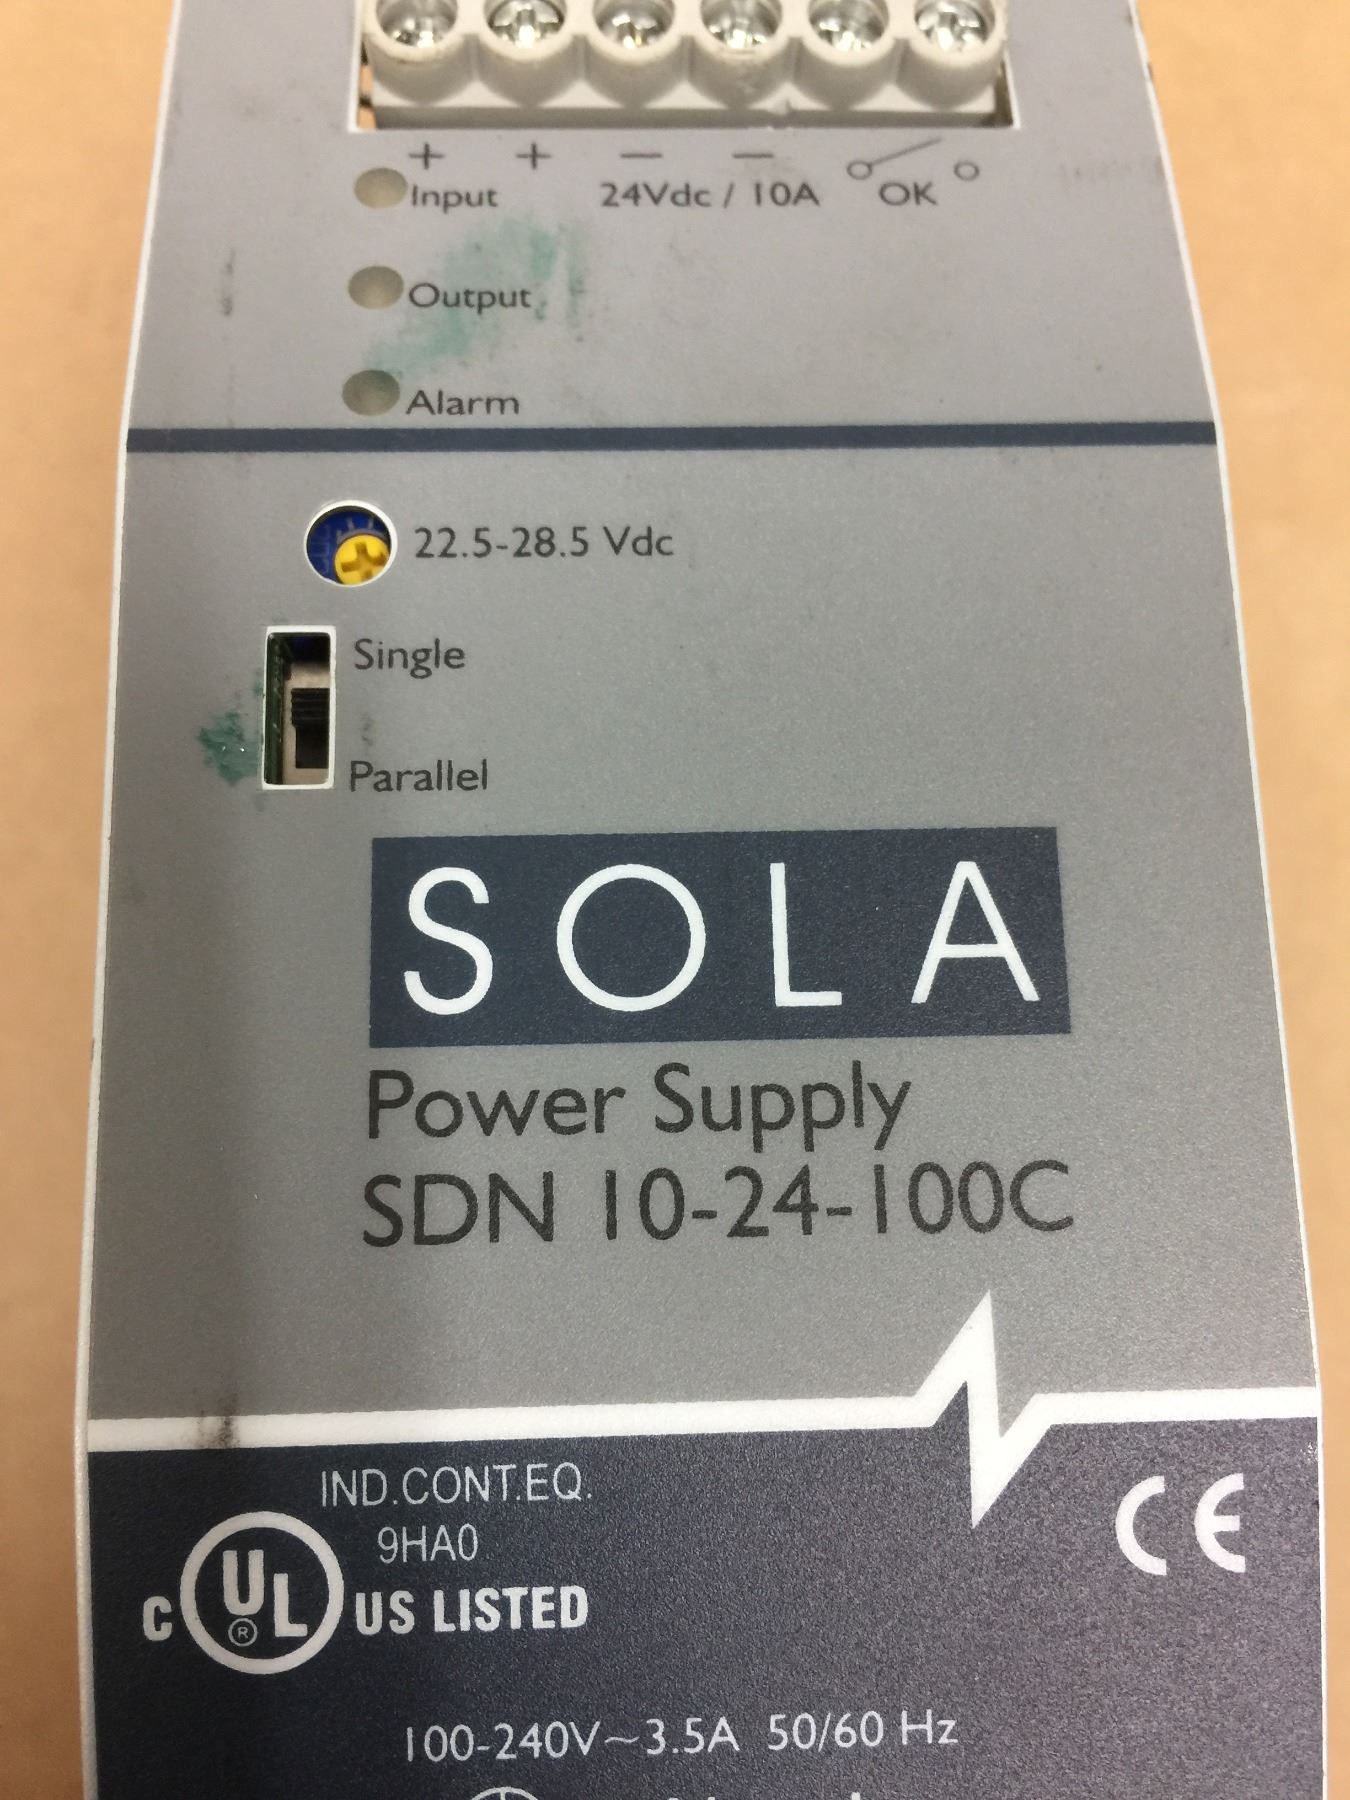 + + — —
Input 24Vdc / 10A OK
Output
Alarm
22.5-28.5 Vdc
Single
Parallel
SOLA
Power Supply
SDN 10-24-100C
IND.CONT.EQ.
9HA0
C UL® US LISTED
CE
100-240V~3.5A 50/60 Hz